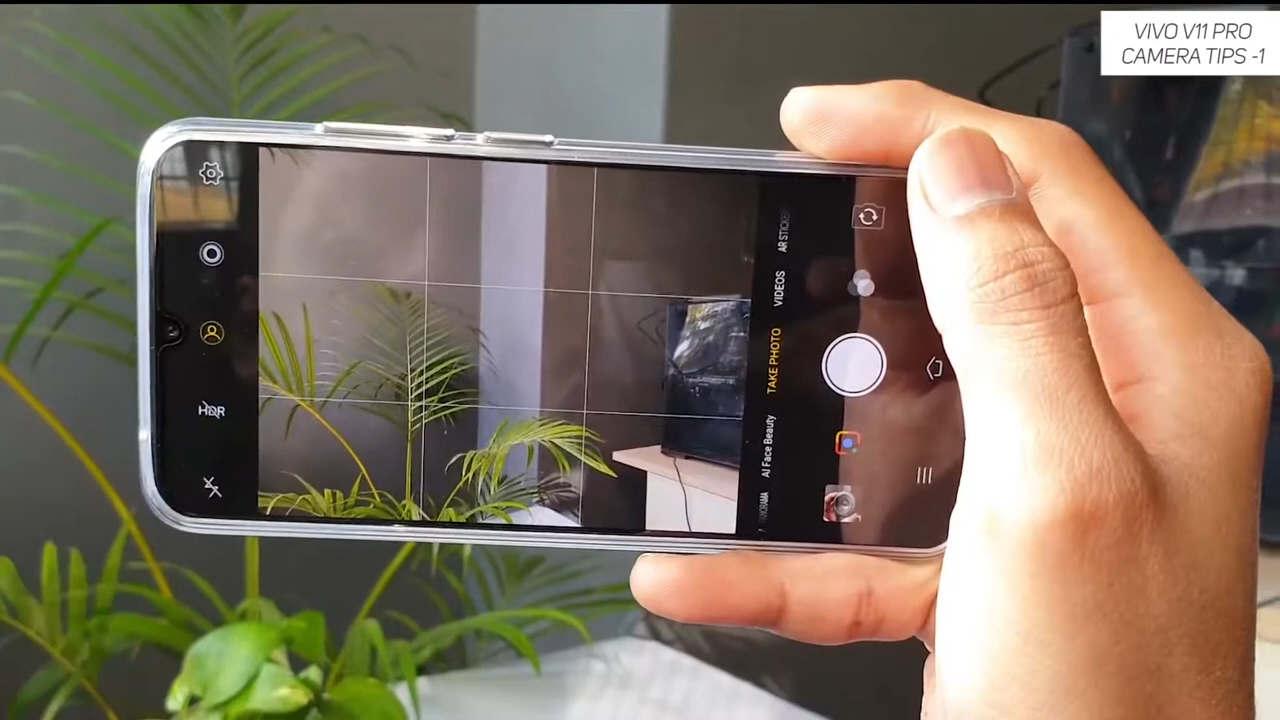 VIVO V11 PRO
CAMERA TIPS -1
HDR
AR STICKER
VIDEOS
TAKE PHOTO
AI Face Beauty